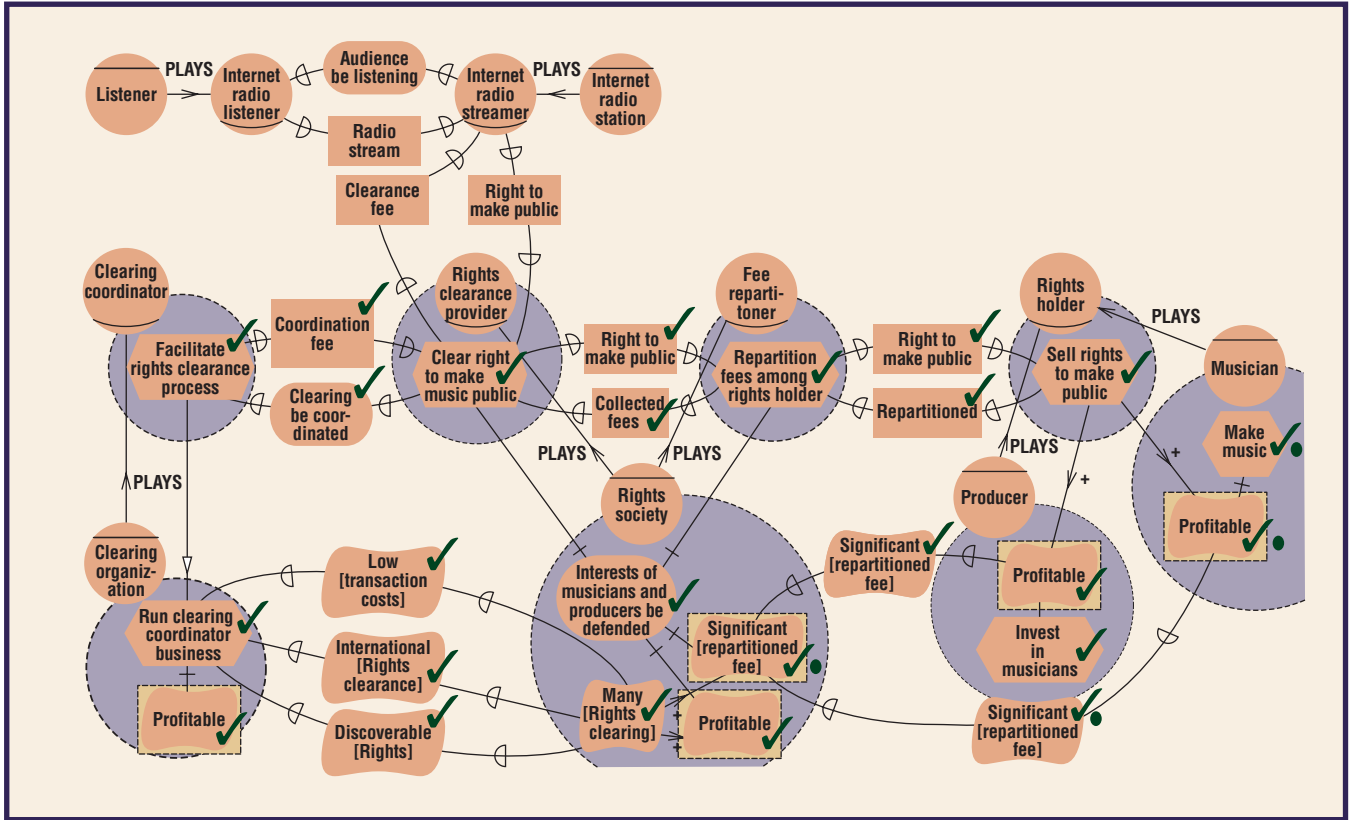 PLAYS
PLAYS
Listener
Internet
radio
listener
Audience
be listening
Internet
radio
streamer
Internet
radio
station
Radio
stream
Clearance
fee
Right to
make public
Clearing
coordinator
Rights
clearance
provider
Fee
reparti-
toner
Rights
holder
PLAYS
Musician
Facilitate
rights clearance
process
Coordination
fee
Clearing
be coor-
dinated
Clear right
to make
music public
Right to
make public
Collected
fees
Repartition
fees among
rights holder
Right to
make public
Repartitioned
Sell rights
to make
public
Make
music
+
Profitable
PLAYS
PLAYS
PLAYS
PLAYS
+
Rights
society
Producer
Clearing
organiz-
ation
Low
[transaction
costs]
Interests of
musicians and
producers be
defended
Significant
[repartitioned
fee]
Profitable
Run clearing
coordinator
business
International
[Rights
clearance]
Significant
[repartitioned
fee]
Invest
in
musicians
Profitable
Discoverable
[Rights]
Many
[Rights
clearing]
+
+
Profitable
Significant
[repartitioned
fee]